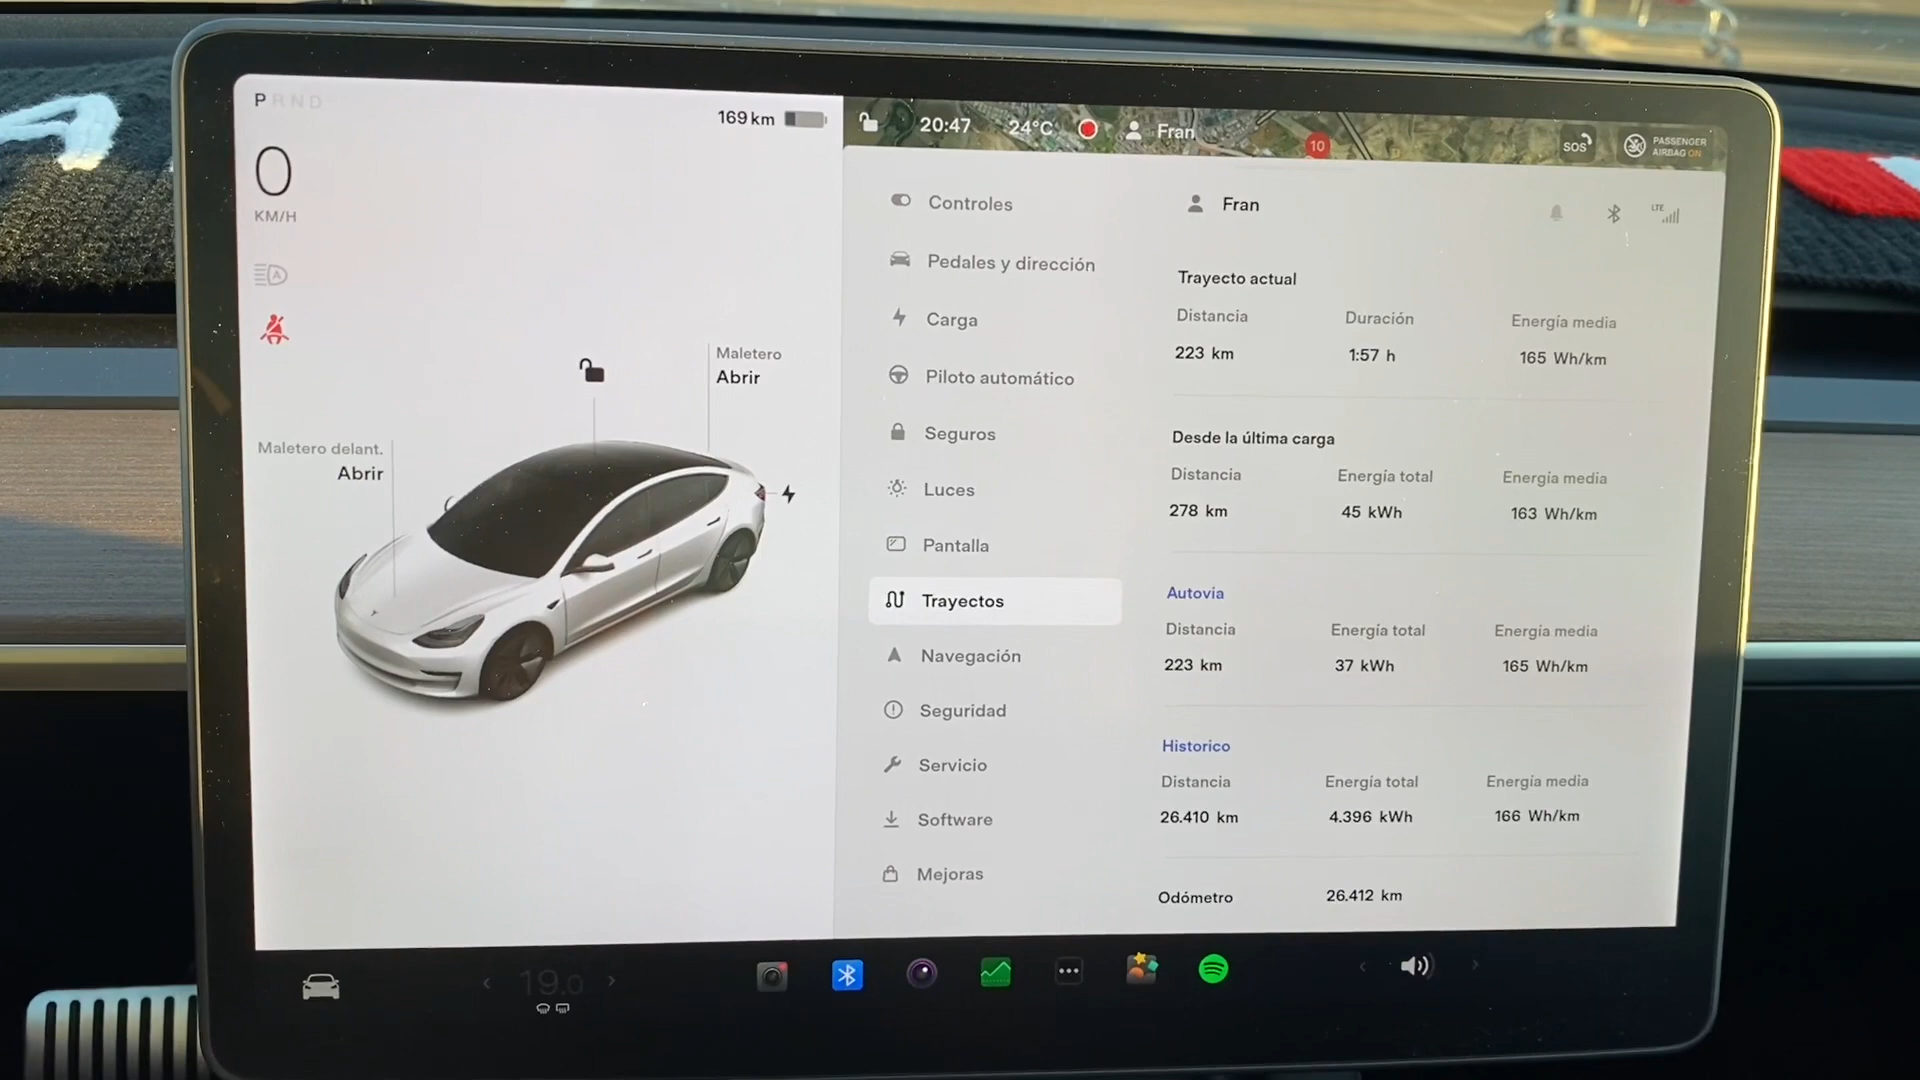 P R N D
169 km
0
KM/H
Maletero
Abrir
Maletero delant.
Abrir
20:47
24°C
Fran
10
SOS
PASSENGER
AIRBAG ON
Controles
Pedales y dirección
Carga
Piloto automático
Seguros
Luces
Pantalla
Trayectos
Navegación
Seguridad
Servicio
Software
Mejoras
Fran
LTE
Trayecto actual
Distancia Duración Energía media
223 km 1:57 h 165 Wh/km
Desde la última carga
Distancia Energía total Energía media
278 km 45 kWh 163 Wh/km
Autovia
Distancia Energía total Energía media
223 km 37 kWh 165 Wh/km
Historico
Distancia Energía total Energía media
26.410 km 4.396 kWh 166 Wh/km
Odómetro 26.412 km
19.0